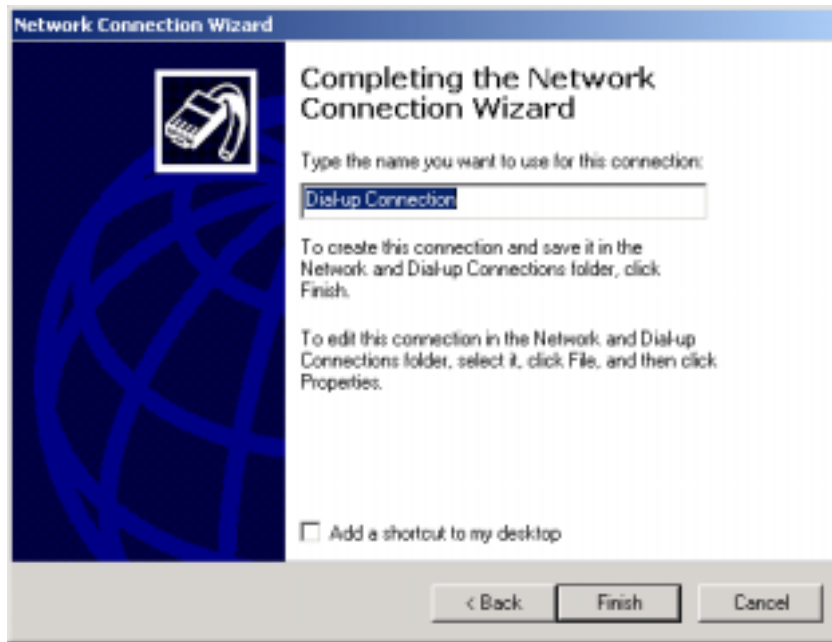 Network Connection Wizard
Completing the Network
Connection Wizard
Type the name you want to use for this connection:
Dial-up Connection
To create this connection and save it in the
Network and Dial-up Connections folder, click
Finish.
To edit this connection in the Network and Dial-up
Connections folder, select it, click File, and then click
Properties.
Add a shortcut to my desktop
< Back
Finish
Cancel